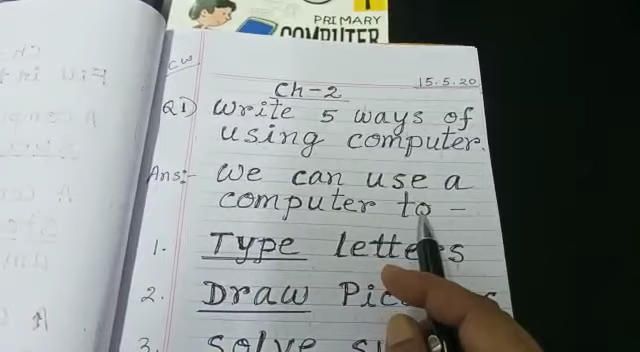 PRIMARY
COMPUTER
CW
15.5.20
Ch-2
Q1) Write 5 ways of
using computer.
Ans:- We can use a
computer to -
1. Type letters
2. Draw
3. Solve